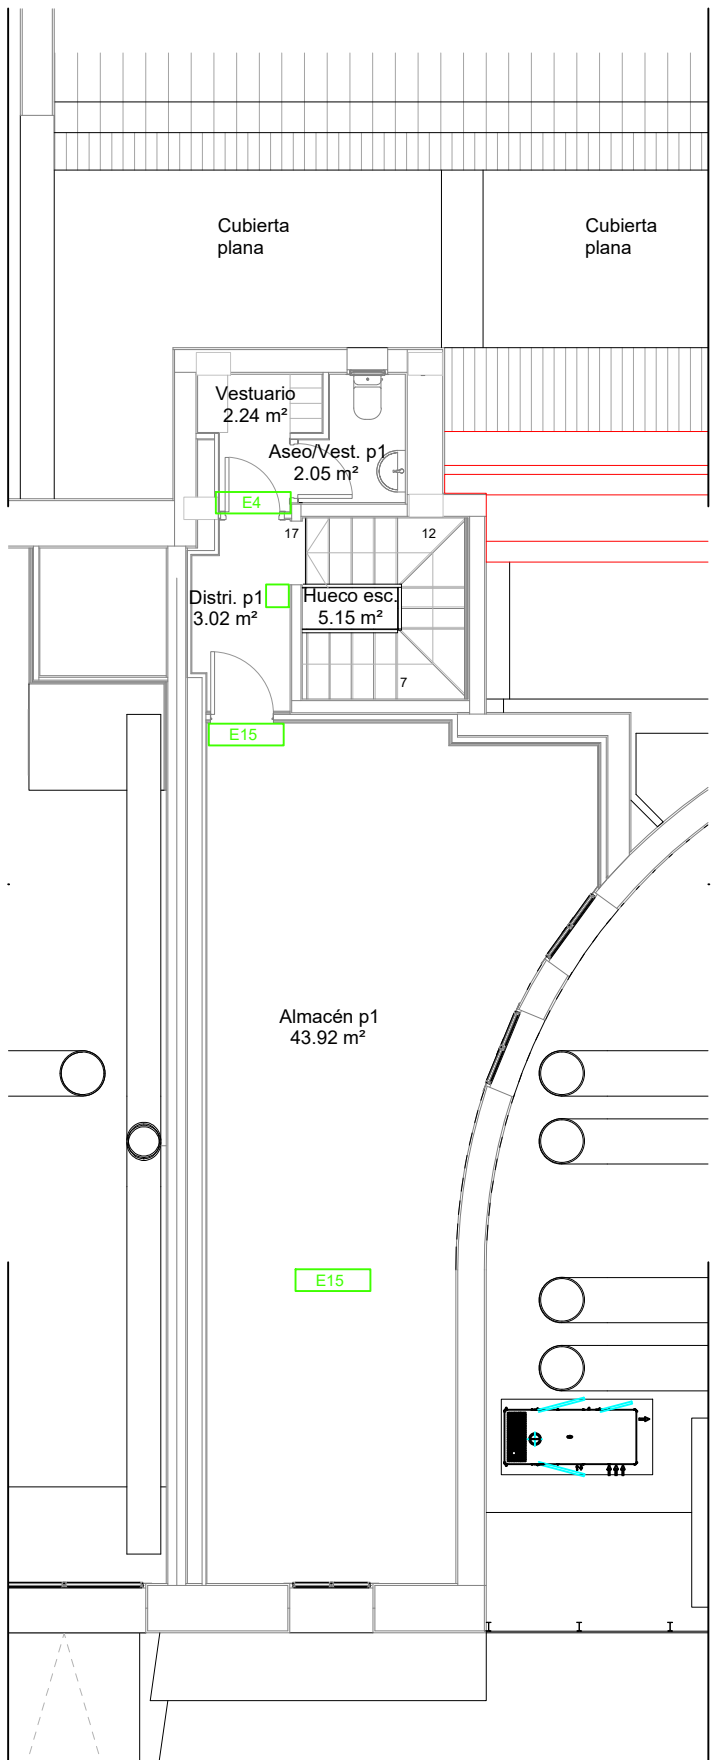 Cubierta
plana
Cubierta
plana
Vestuario
2.24 m²
Aseo/Vest. p1
2.05 m²
E4
17
12
Distri. p1
3.02 m²
Hueco esc.
5.15 m²
7
E15
Almacén p1
43.92 m²
E15